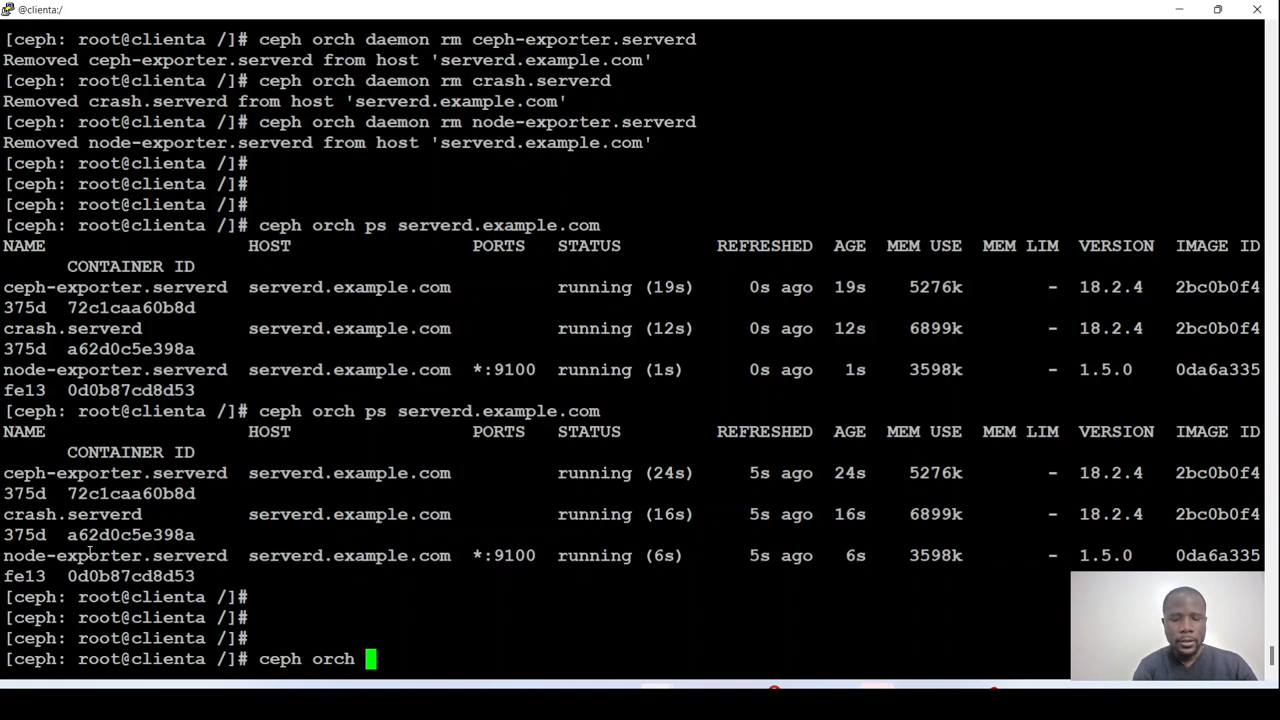 @clienta:/
[ceph: root@clienta /]# ceph orch daemon rm ceph-exporter.serverd
Removed ceph-exporter.serverd from host 'serverd.example.com'
[ceph: root@clienta /]# ceph orch daemon rm crash.serverd
Removed crash.serverd from host 'serverd.example.com'
[ceph: root@clienta /]# ceph orch daemon rm node-exporter.serverd
Removed node-exporter.serverd from host 'serverd.example.com'
[ceph: root@clienta /]#
[ceph: root@clienta /]#
[ceph: root@clienta /]#
[ceph: root@clienta /]# ceph orch ps serverd.example.com
NAME HOST PORTS STATUS REFRESHED AGE MEM USE MEM LIM VERSION IMAGE ID
CONTAINER ID
ceph-exporter.serverd serverd.example.com running (19s) 0s ago 19s 5276k - 18.2.4 2bc0b0f4
375d 72c1caa60b8d
crash.serverd serverd.example.com running (12s) 0s ago 12s 6899k - 18.2.4 2bc0b0f4
375d a62d0c5e398a
node-exporter.serverd serverd.example.com *:9100 running (1s) 0s ago 1s 3598k - 1.5.0 0da6a335
fe13 0d0b87cd8d53
[ceph: root@clienta /]# ceph orch ps serverd.example.com
NAME HOST PORTS STATUS REFRESHED AGE MEM USE MEM LIM VERSION IMAGE ID
CONTAINER ID
ceph-exporter.serverd serverd.example.com running (24s) 5s ago 24s 5276k - 18.2.4 2bc0b0f4
375d 72c1caa60b8d
crash.serverd serverd.example.com running (16s) 5s ago 16s 6899k - 18.2.4 2bc0b0f4
375d a62d0c5e398a
node-exporter.serverd serverd.example.com *:9100 running (6s) 5s ago 6s 3598k - 1.5.0 0da6a335
fe13 0d0b87cd8d53
[ceph: root@clienta /]#
[ceph: root@clienta /]#
[ceph: root@clienta /]#
[ceph: root@clienta /]# ceph orch